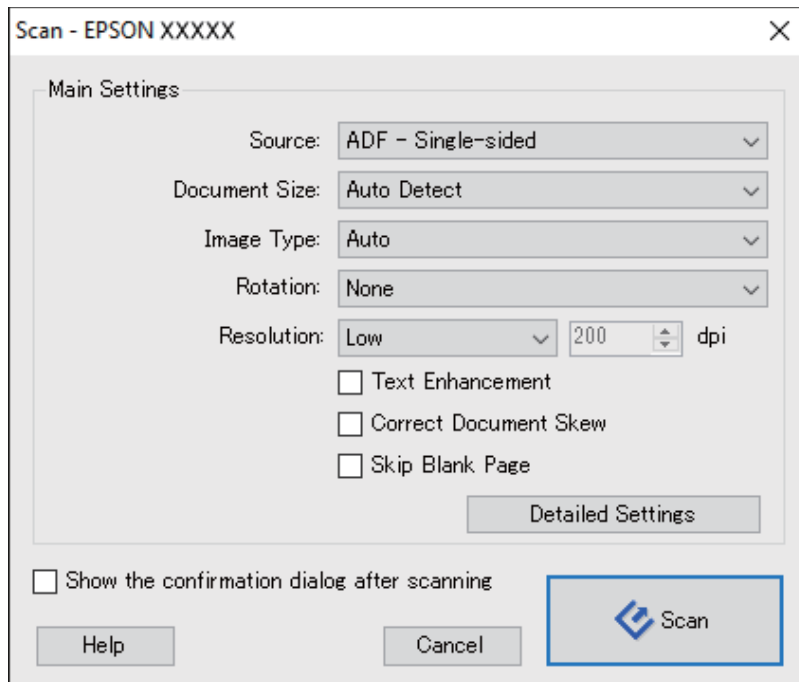 Scan - EPSON XXXXX
Main Settings
Source: ADF - Single-sided
Document Size: Auto Detect
Image Type: Auto
Rotation: None
Resolution: Low 200 dpi
Text Enhancement
Correct Document Skew
Skip Blank Page
Detailed Settings
Show the confirmation dialog after scanning
Help Cancel Scan